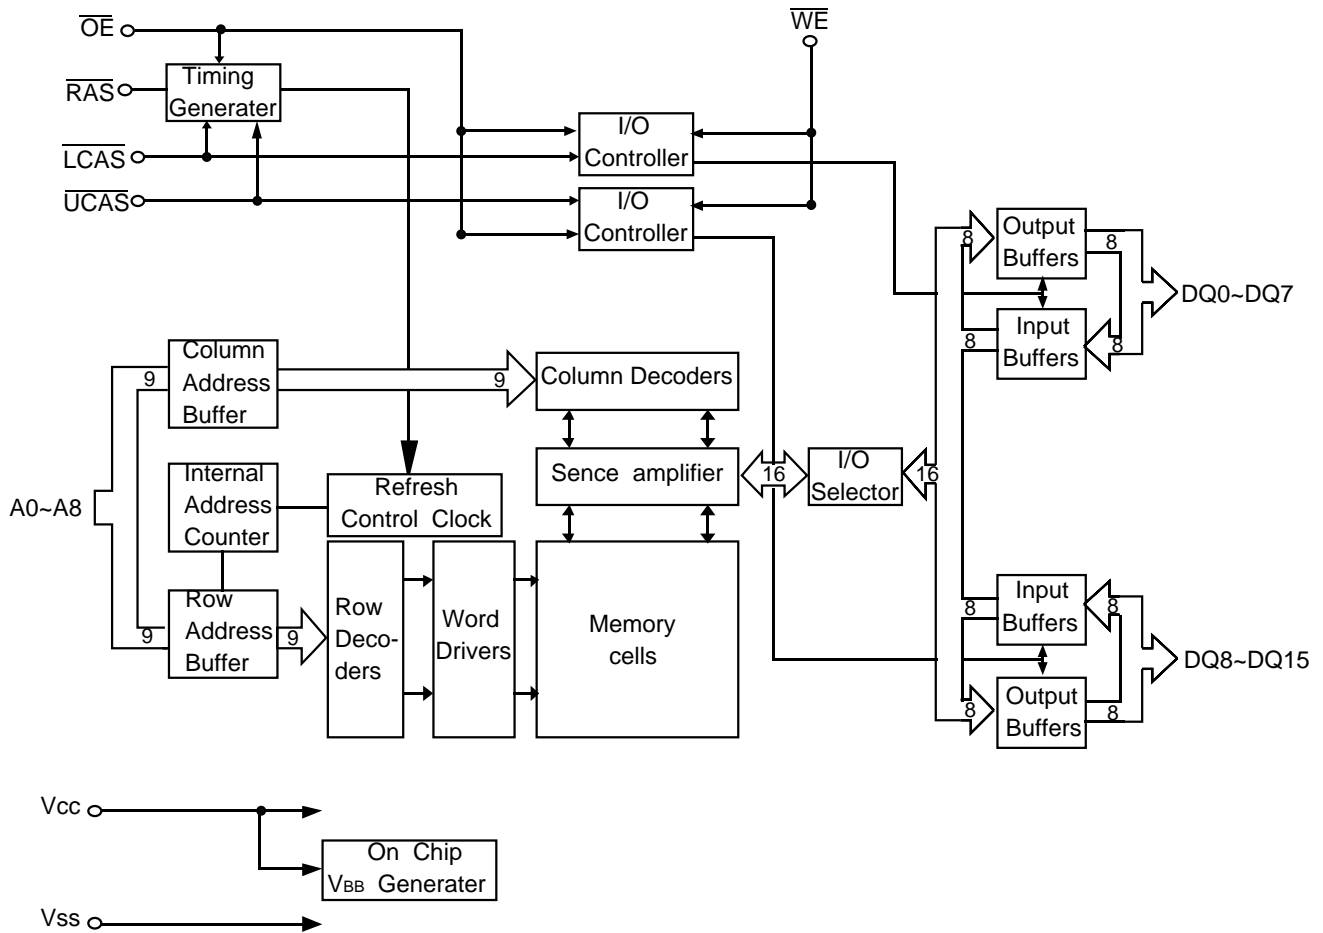 OE
WE
RAS
Timing
Generater
LCAS
UCAS
I/O
Controller
I/O
Controller
8
Output
Buffers
8
DQ0~DQ7
8
Input
Buffers
8
9
Column
Address
Buffer
9
Column Decoders
A0~A8
Internal
Address
Counter
Refresh
Control Clock
Sence amplifier
16
I/O
Selector
16
9
Row
Address
Buffer
9
Row
Deco-
ders
Word
Drivers
Memory
cells
8
Input
Buffers
8
DQ8~DQ15
8
Output
Buffers
8
Vcc
On Chip
VBB Generater
Vss